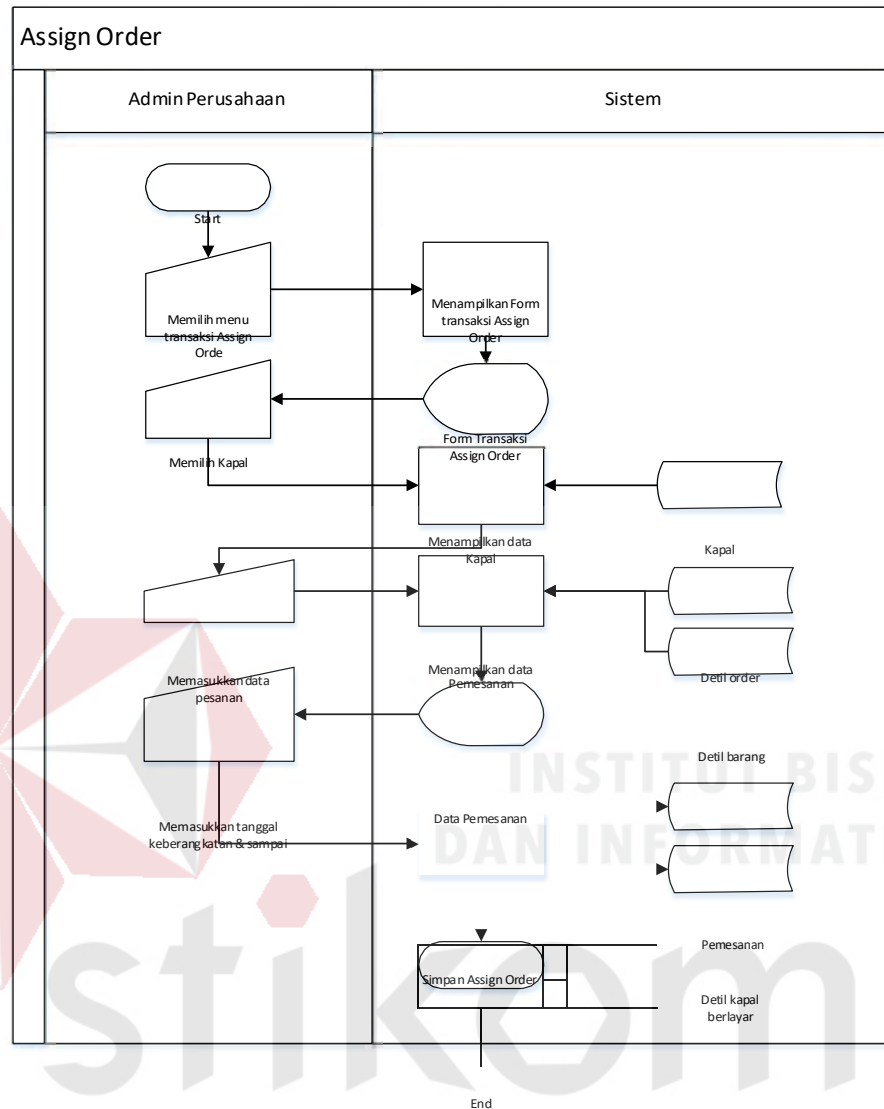 Assign Order
Admin Perusahaan
Sistem
Start
Memilih menu
transaksi Assign
Orde
Menampilkan Form
transaksi Assign
Order
Memilih Kapal
Form Transaksi
Assign Order
Menampilkan data
Kapal
Kapal
Memasukkan data
pesanan
Menampilkan data
Pemesanan
Detil order
Detil barang
Memasukkan tanggal
keberangkatan & sampai
Data Pemesanan
Simpan Assign Order
Pemesanan
Detil kapal
berlayar
End
INSTITUT BIS
DAN INFORMAT
stikom